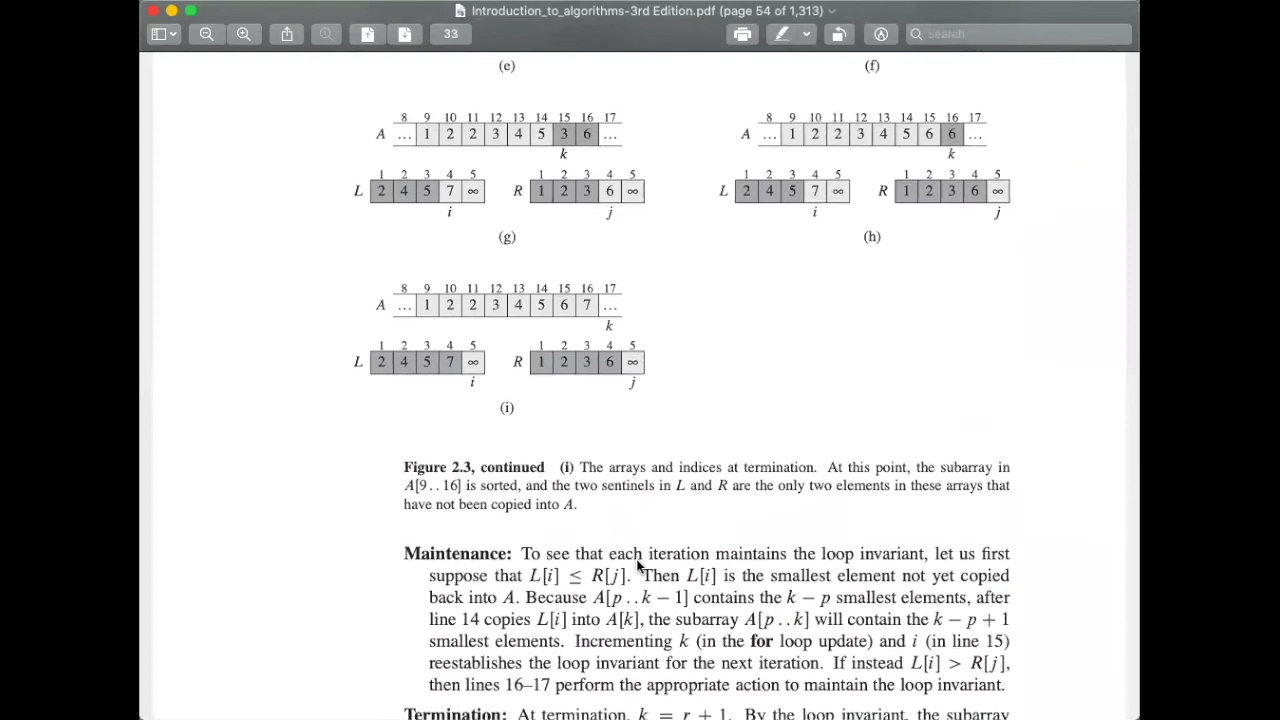 Introduction_to_algorithms-3rd Edition.pdf (page 54 of 1,313)
33
Search
(e) (f)
8 9 10 11 12 13 14 15 16 17
A … 1 2 2 3 4 5 3 6 …
k
1 2 3 4 5 1 2 3 4 5
L 2 4 5 7 ∞ R 1 2 3 6 ∞
i j
(g)
8 9 10 11 12 13 14 15 16 17
A … 1 2 2 3 4 5 6 6 …
k
1 2 3 4 5 1 2 3 4 5
L 2 4 5 7 ∞ R 1 2 3 6 ∞
i j
(h)
8 9 10 11 12 13 14 15 16 17
A … 1 2 2 3 4 5 6 7 …
k
1 2 3 4 5 1 2 3 4 5
L 2 4 5 7 ∞ R 1 2 3 6 ∞
i j
(i)
Figure 2.3, continued (i) The arrays and indices at termination. At this point, the subarray in
A[9 . . 16] is sorted, and the two sentinels in L and R are the only two elements in these arrays that
have not been copied into A.
Maintenance: To see that each iteration maintains the loop invariant, let us first
suppose that L[i] ≤ R[j]. Then L[i] is the smallest element not yet copied
back into A. Because A[p . . k − 1] contains the k − p smallest elements, after
line 14 copies L[i] into A[k], the subarray A[p . . k] will contain the k − p + 1
smallest elements. Incrementing k (in the for loop update) and i (in line 15)
reestablishes the loop invariant for the next iteration. If instead L[i] > R[j],
then lines 16–17 perform the appropriate action to maintain the loop invariant.
Termination: At termination, k = r + 1. By the loop invariant, the subarray